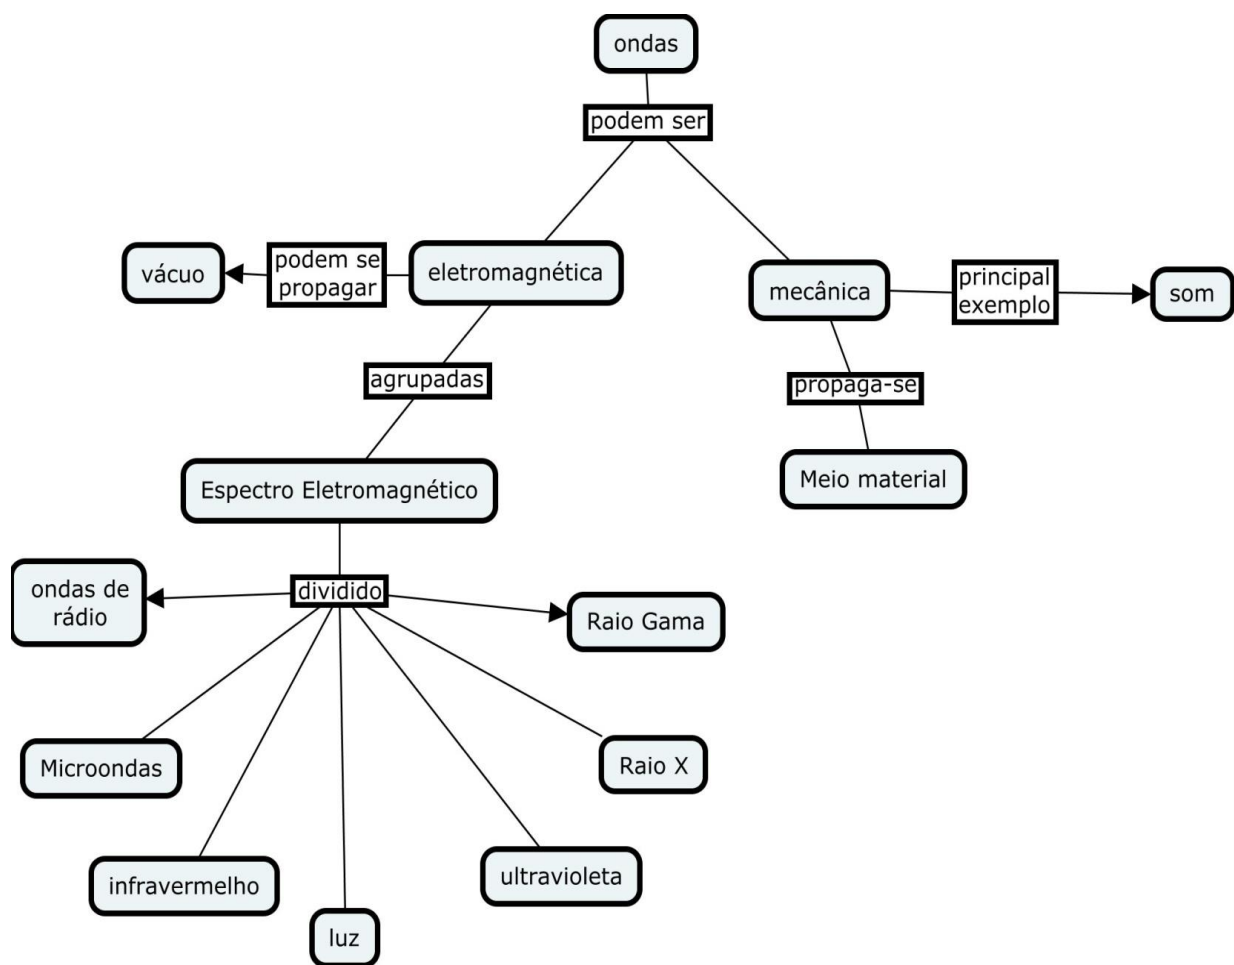 ondas
podem ser
vácuo
podem se
propagar
eletromagnética
mecânica
principal
exemplo
som
agrupadas
propaga-se
Espectro Eletromagnético
Meio material
ondas de
rádio
dividido
Raio Gama
Microondas
Raio X
infravermelho
ultravioleta
luz